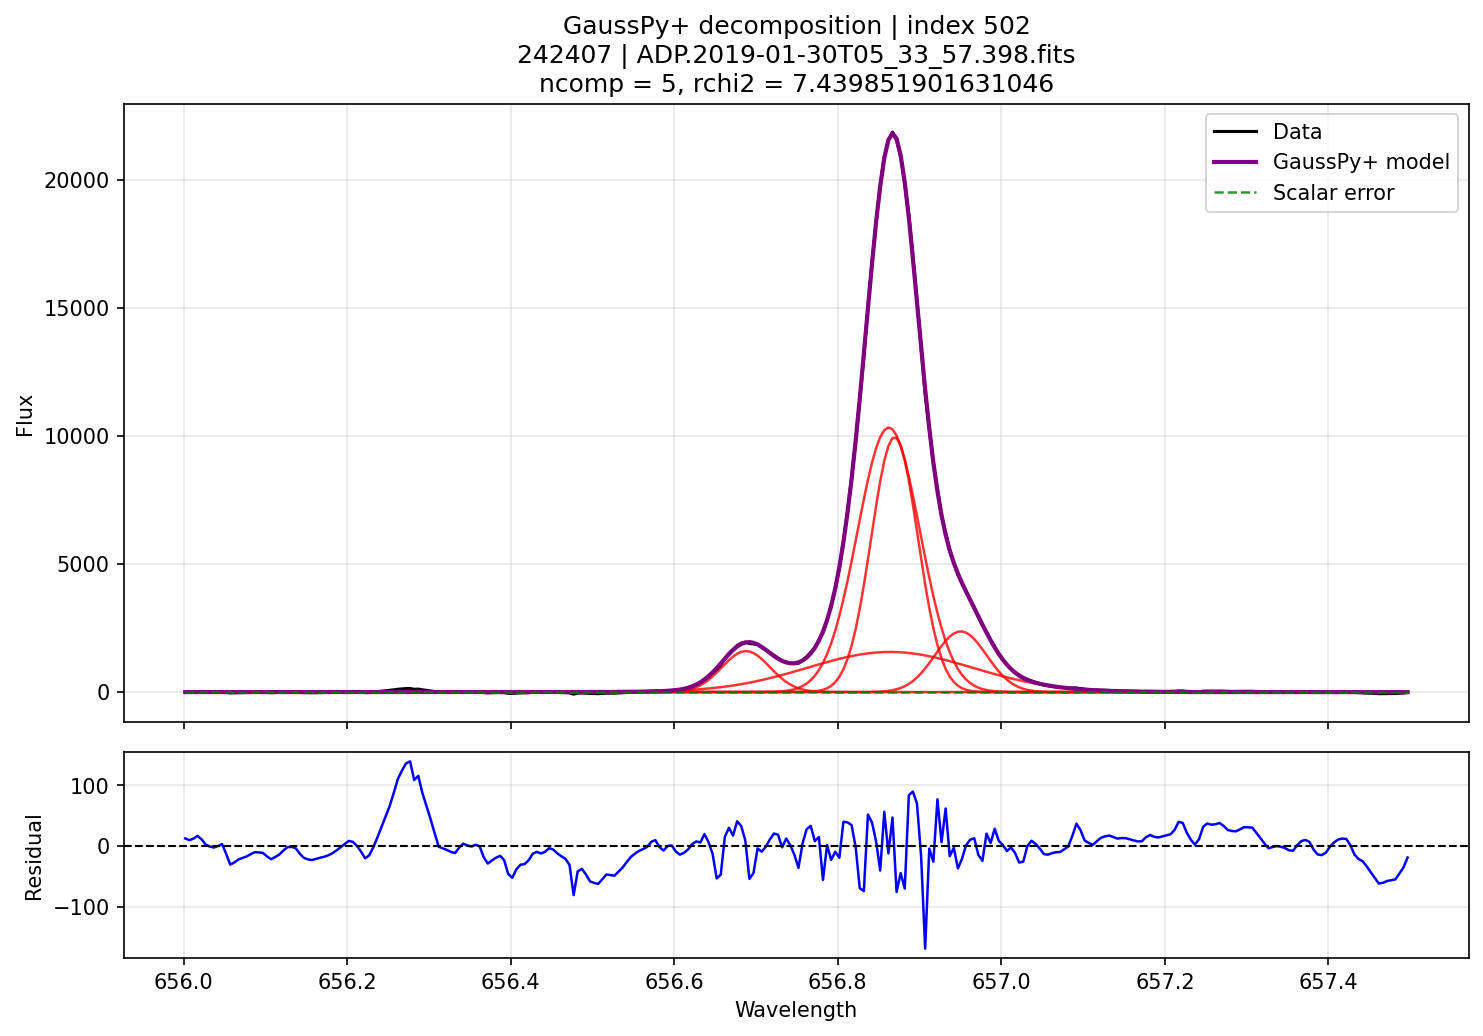 GaussPy+ decomposition | index 502
242407 | ADP.2019-01-30T05_33_57.398.fits
ncomp = 5, rchi2 = 7.439851901631046
Data
GaussPy+ model
Scalar error
Flux
20000
15000
10000
5000
0
Residual
100
0
−100
656.0 656.2 656.4 656.6 656.8 657.0 657.2 657.4
Wavelength